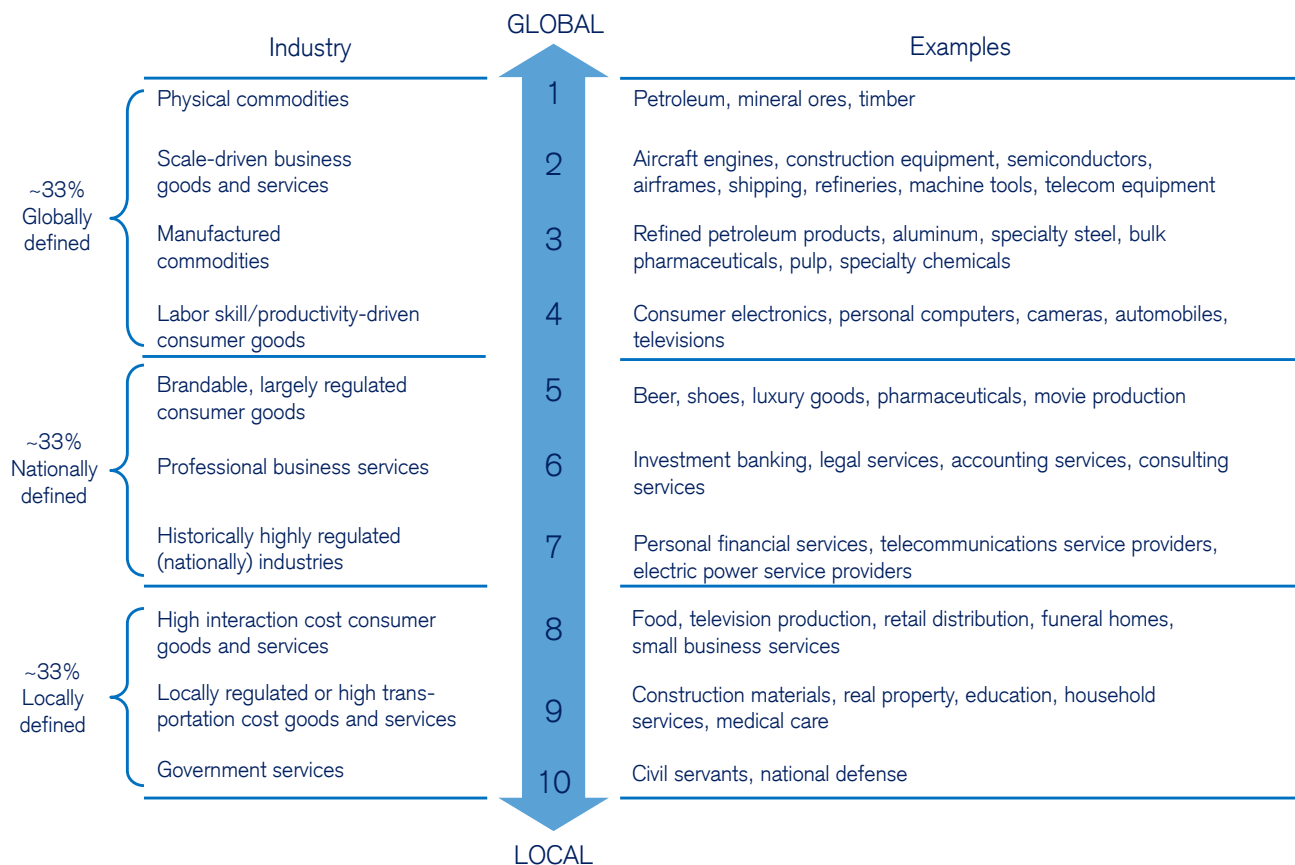 GLOBAL
Industry
Examples
~33%
Globally
defined
Physical commodities
1
Petroleum, mineral ores, timber
Scale-driven business
goods and services
2
Aircraft engines, construction equipment, semiconductors,
airframes, shipping, refineries, machine tools, telecom equipment
Manufactured
commodities
3
Refined petroleum products, aluminum, specialty steel, bulk
pharmaceuticals, pulp, specialty chemicals
Labor skill/productivity-driven
consumer goods
4
Consumer electronics, personal computers, cameras, automobiles,
televisions
~33%
Nationally
defined
Brandable, largely regulated
consumer goods
5
Beer, shoes, luxury goods, pharmaceuticals, movie production
Professional business services
6
Investment banking, legal services, accounting services, consulting
services
Historically highly regulated
(nationally) industries
7
Personal financial services, telecommunications service providers,
electric power service providers
~33%
Locally
defined
High interaction cost consumer
goods and services
8
Food, television production, retail distribution, funeral homes,
small business services
Locally regulated or high trans-
portation cost goods and services
9
Construction materials, real property, education, household
services, medical care
Government services
10
Civil servants, national defense
LOCAL